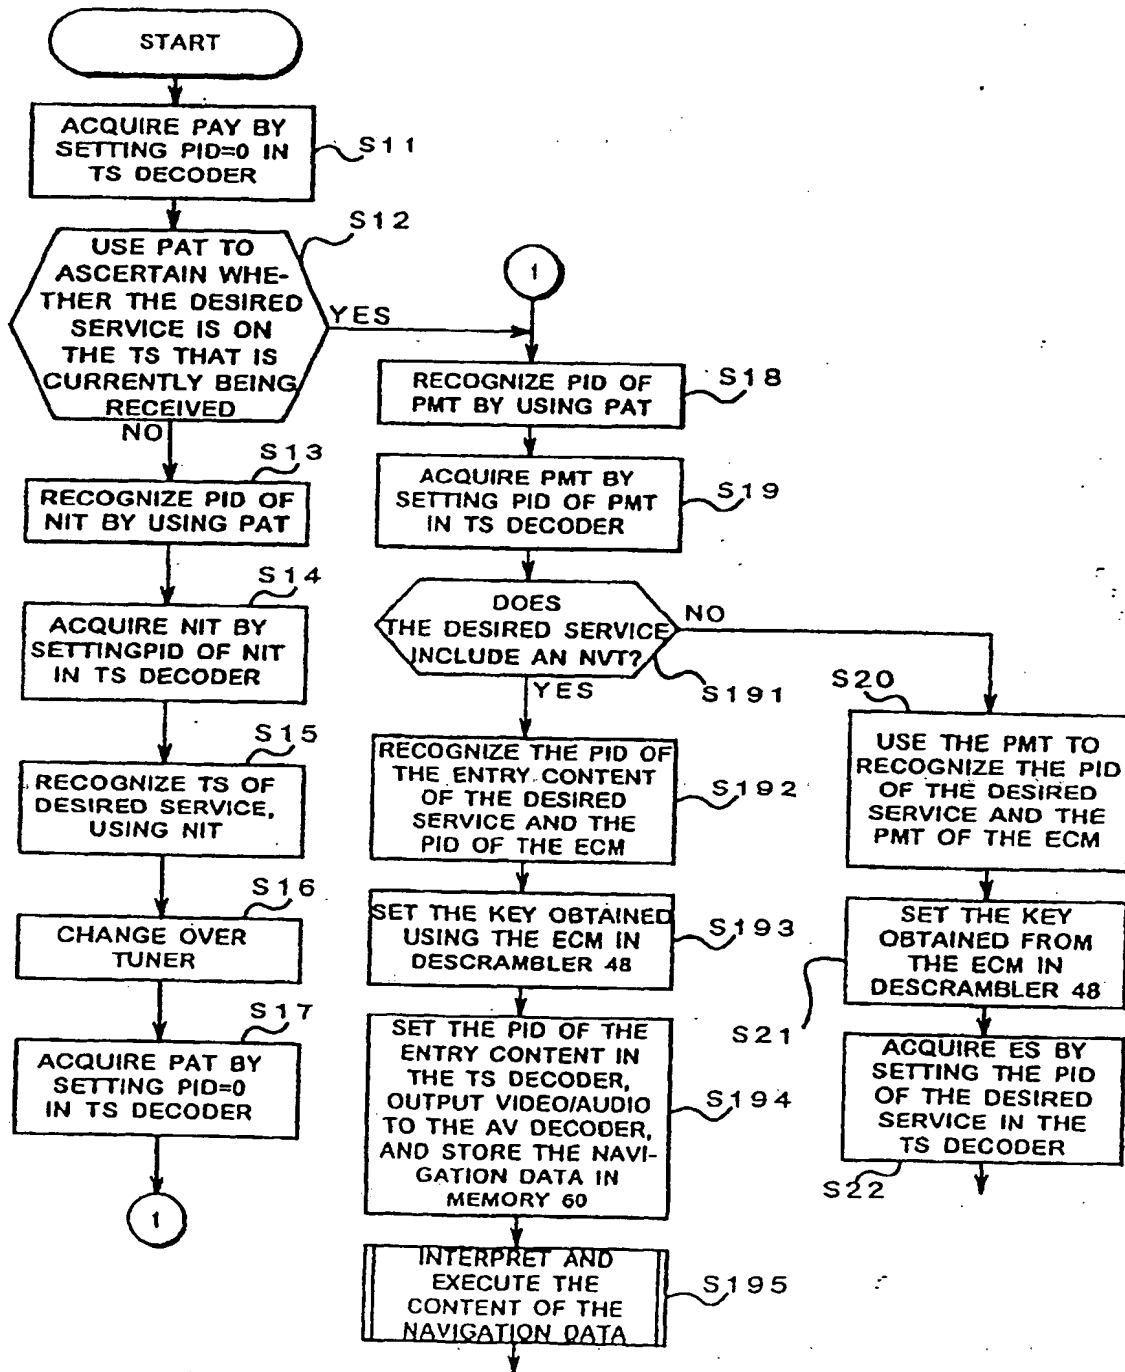 START
ACQUIRE PAY BY
SETTING PID=0 IN
TS DECODER
S11
S12
USE PAT TO
ASCERTAIN WHE-
THER THE DESIRED
SERVICE IS ON
THE TS THAT IS
CURRENTLY BEING
RECEIVED
YES
NO
S13
RECOGNIZE PID OF
NIT BY USING PAT
S14
ACQUIRE NIT BY
SETTINGPID OF NIT
IN TS DECODER
S15
RECOGNIZE TS OF
DESIRED SERVICE,
USING NIT
S16
CHANGE OVER
TUNER
S17
ACQUIRE PAT BY
SETTING PID=0
IN TS DECODER
1
1
RECOGNIZE PID OF
PMT BY USING PAT
S18
ACQUIRE PMT BY
SETTING PID OF PMT
IN TS DECODER
S19
DOES
THE DESIRED SERVICE
INCLUDE AN NVT?
NO
YES
S191
RECOGNIZE THE PID OF
THE ENTRY CONTENT
OF THE DESIRED
SERVICE AND THE
PID OF THE ECM
S192
SET THE KEY OBTAINED
USING THE ECM IN
DESCRAMBLER 48
S193
SET THE PID OF THE
ENTRY CONTENT IN
THE TS DECODER,
OUTPUT VIDEO/AUDIO
TO THE AV DECODER,
AND STORE THE NAVI-
GATION DATA IN
MEMORY 60
S194
INTERPRET AND
EXECUTE THE
CONTENT OF THE
NAVIGATION DATA
S195
S20
USE THE PMT TO
RECOGNIZE THE PID
OF THE DESIRED
SERVICE AND THE
PMT OF THE ECM
SET THE KEY
OBTAINED FROM
THE ECM IN
DESCRAMBLER 48
S21
ACQUIRE ES BY
SETTING THE PID
OF THE DESIRED
SERVICE IN THE
TS DECODER
S22